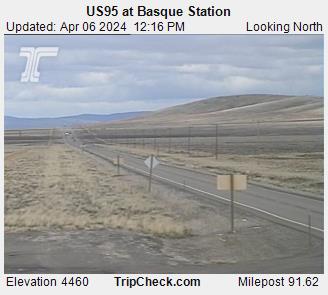 US95 at Basque Station
Updated: Apr 06 2024 12:16 PM Looking North
Elevation 4460 TripCheck.com Milepost 91.62